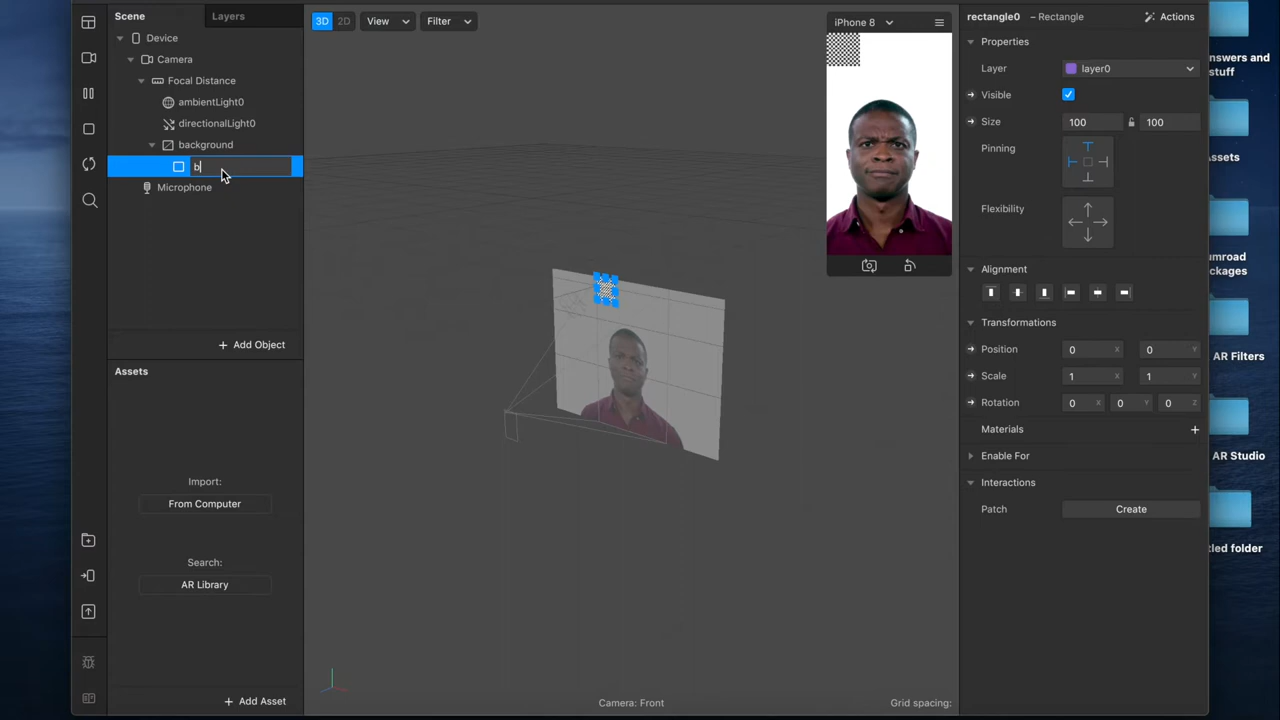 Scene
Layers
3D
2D
View
Filter
iPhone 8
rectangle0
– Rectangle
Actions
Device
Camera
Focal Distance
ambientLight0
directionalLight0
background
b
Microphone
Add Object
Assets
Import:
From Computer
Search:
AR Library
Add Asset
Camera: Front
Grid spacing:
Properties
Layer
layer0
Visible
Size
100
100
Pinning
Flexibility
Alignment
Transformations
Position
0
X
0
Y
Scale
1
X
1
Y
Rotation
0
X
0
Y
0
Z
Materials
Enable For
Interactions
Patch
Create
nswers and
stuff
ssets
umroad
ckages
AR Filters
AR Studio
tled folder